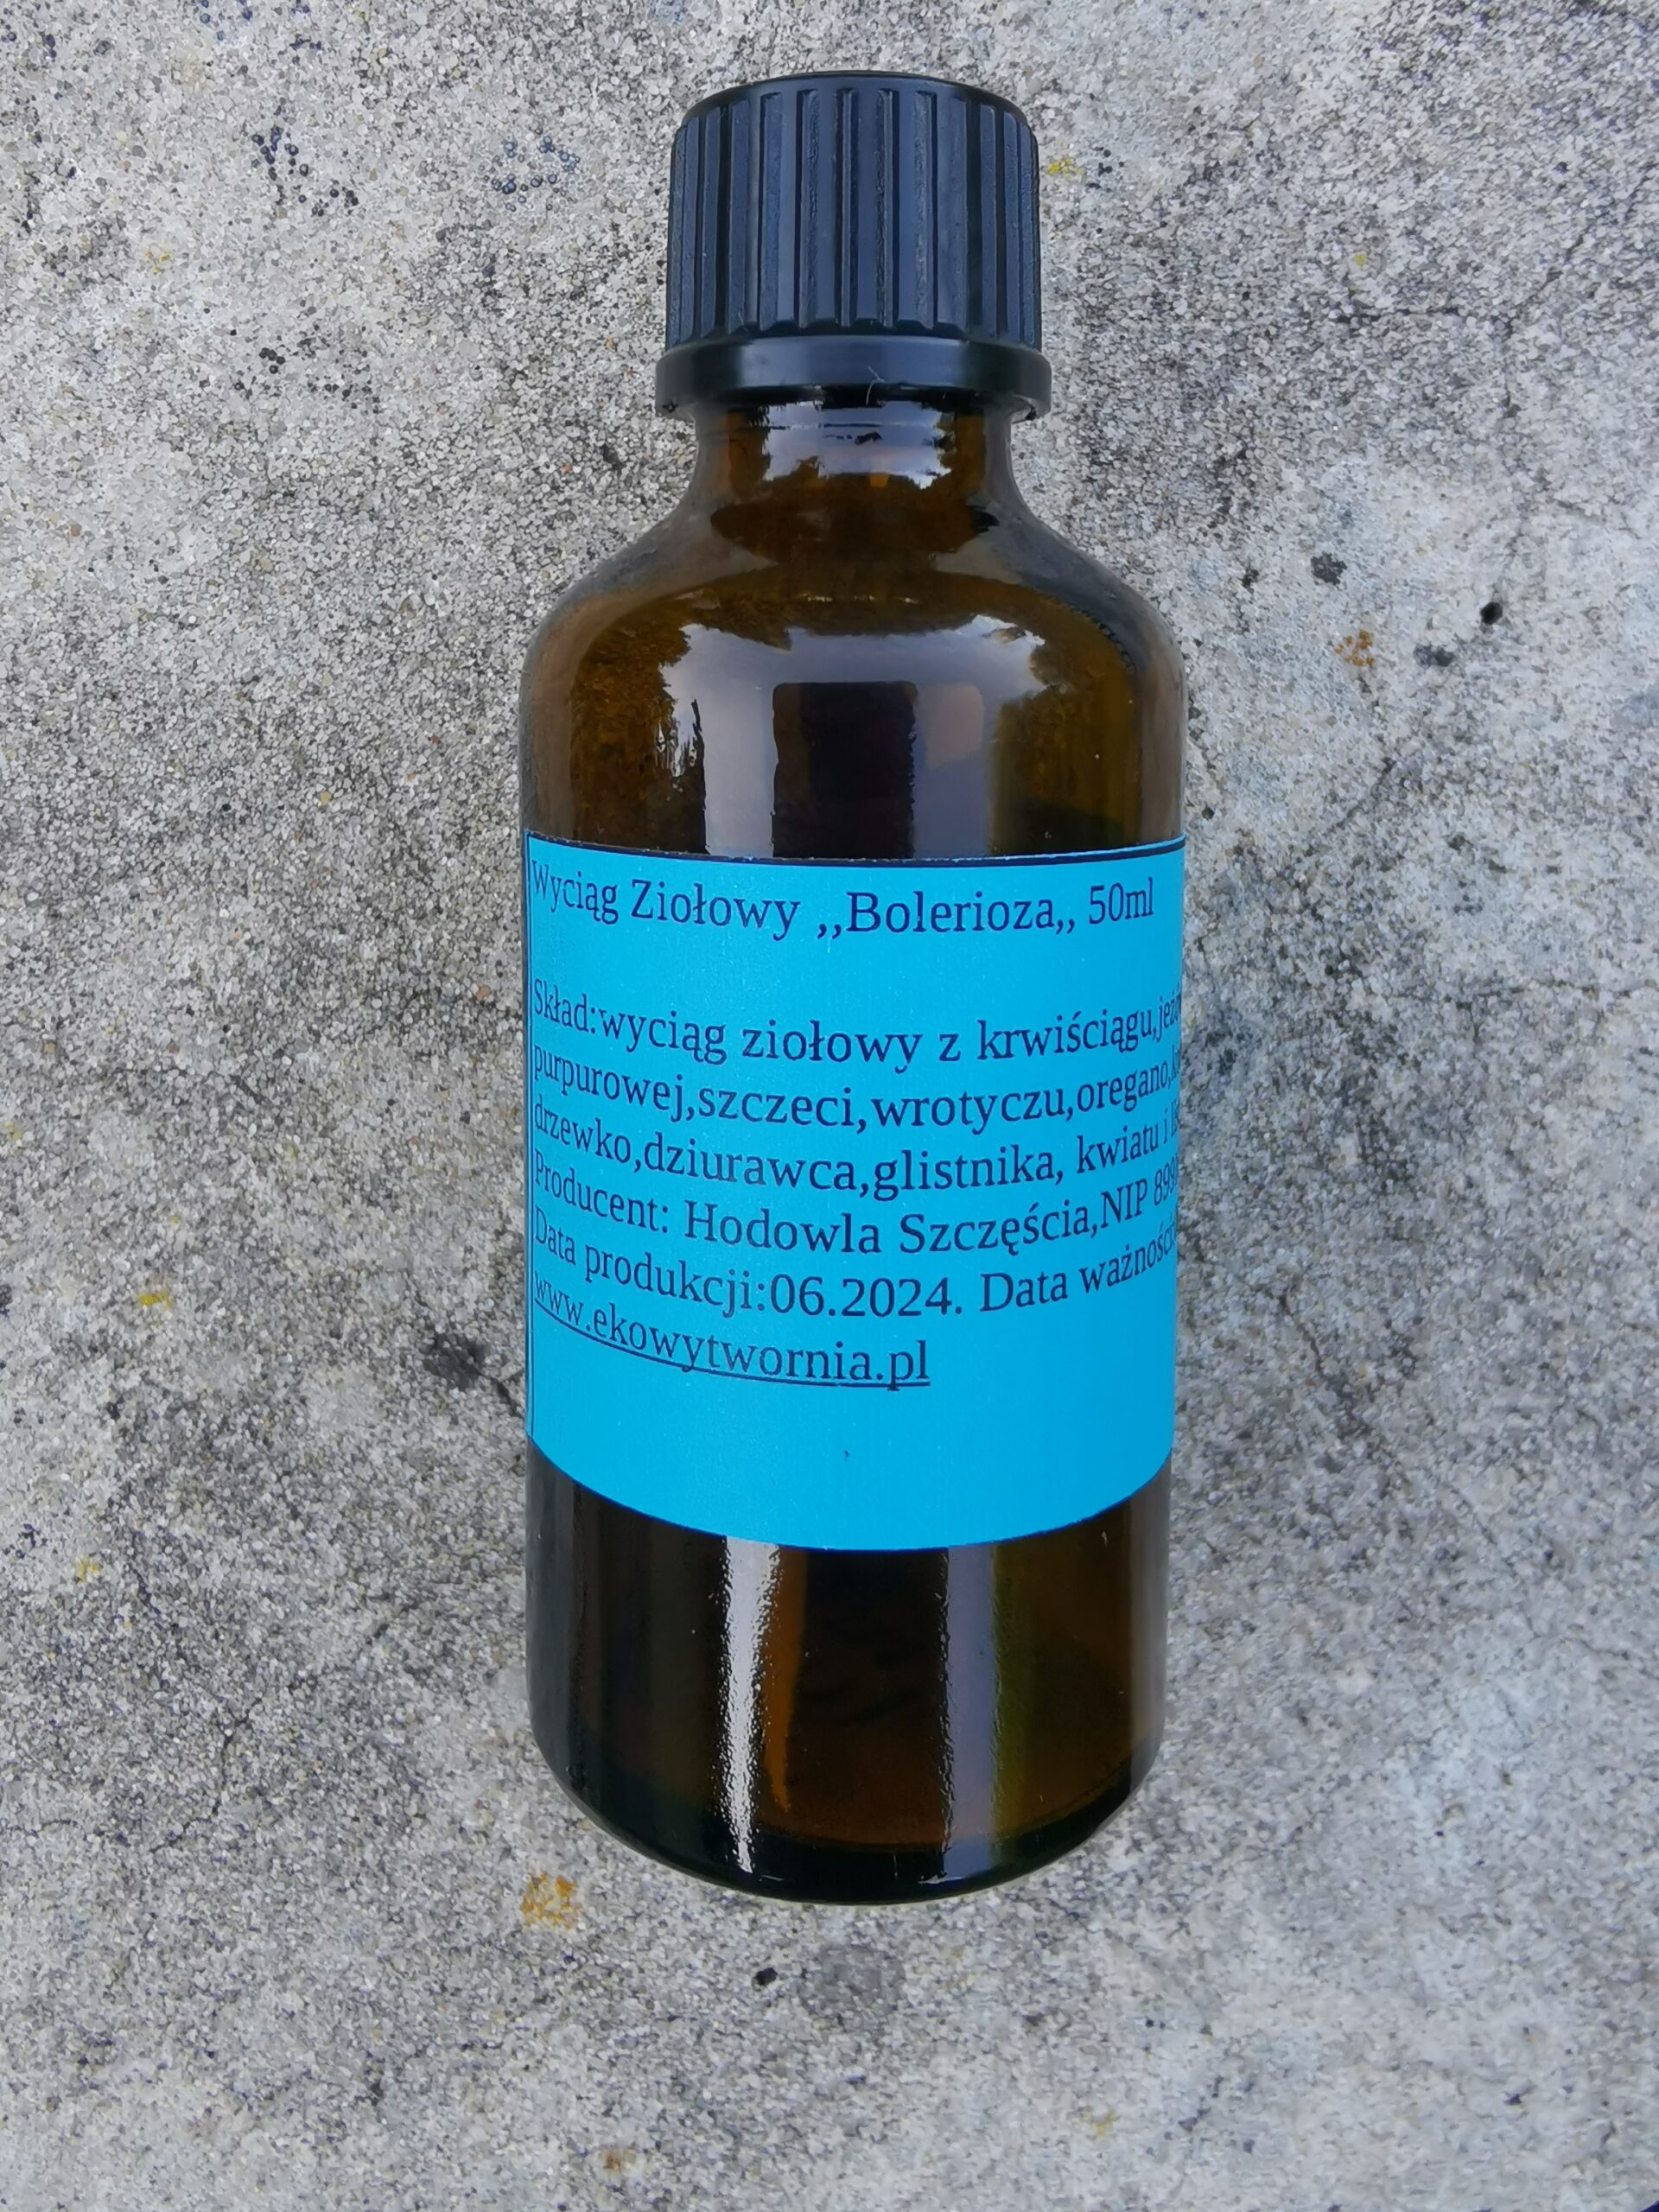 Wyciąg Ziołowy ,,Bolerioza,, 50ml
Skład:wyciąg ziołowy z krwiściągu,
purpurowej,szczeci,wrotyczu,oregano,
drzewko,dziurawca,glistnika, kwiatu i
Producent: Hodowla Szczęścia,NIP
Data produkcji:06.2024. Data ważności
www.ekowytwornia.pl